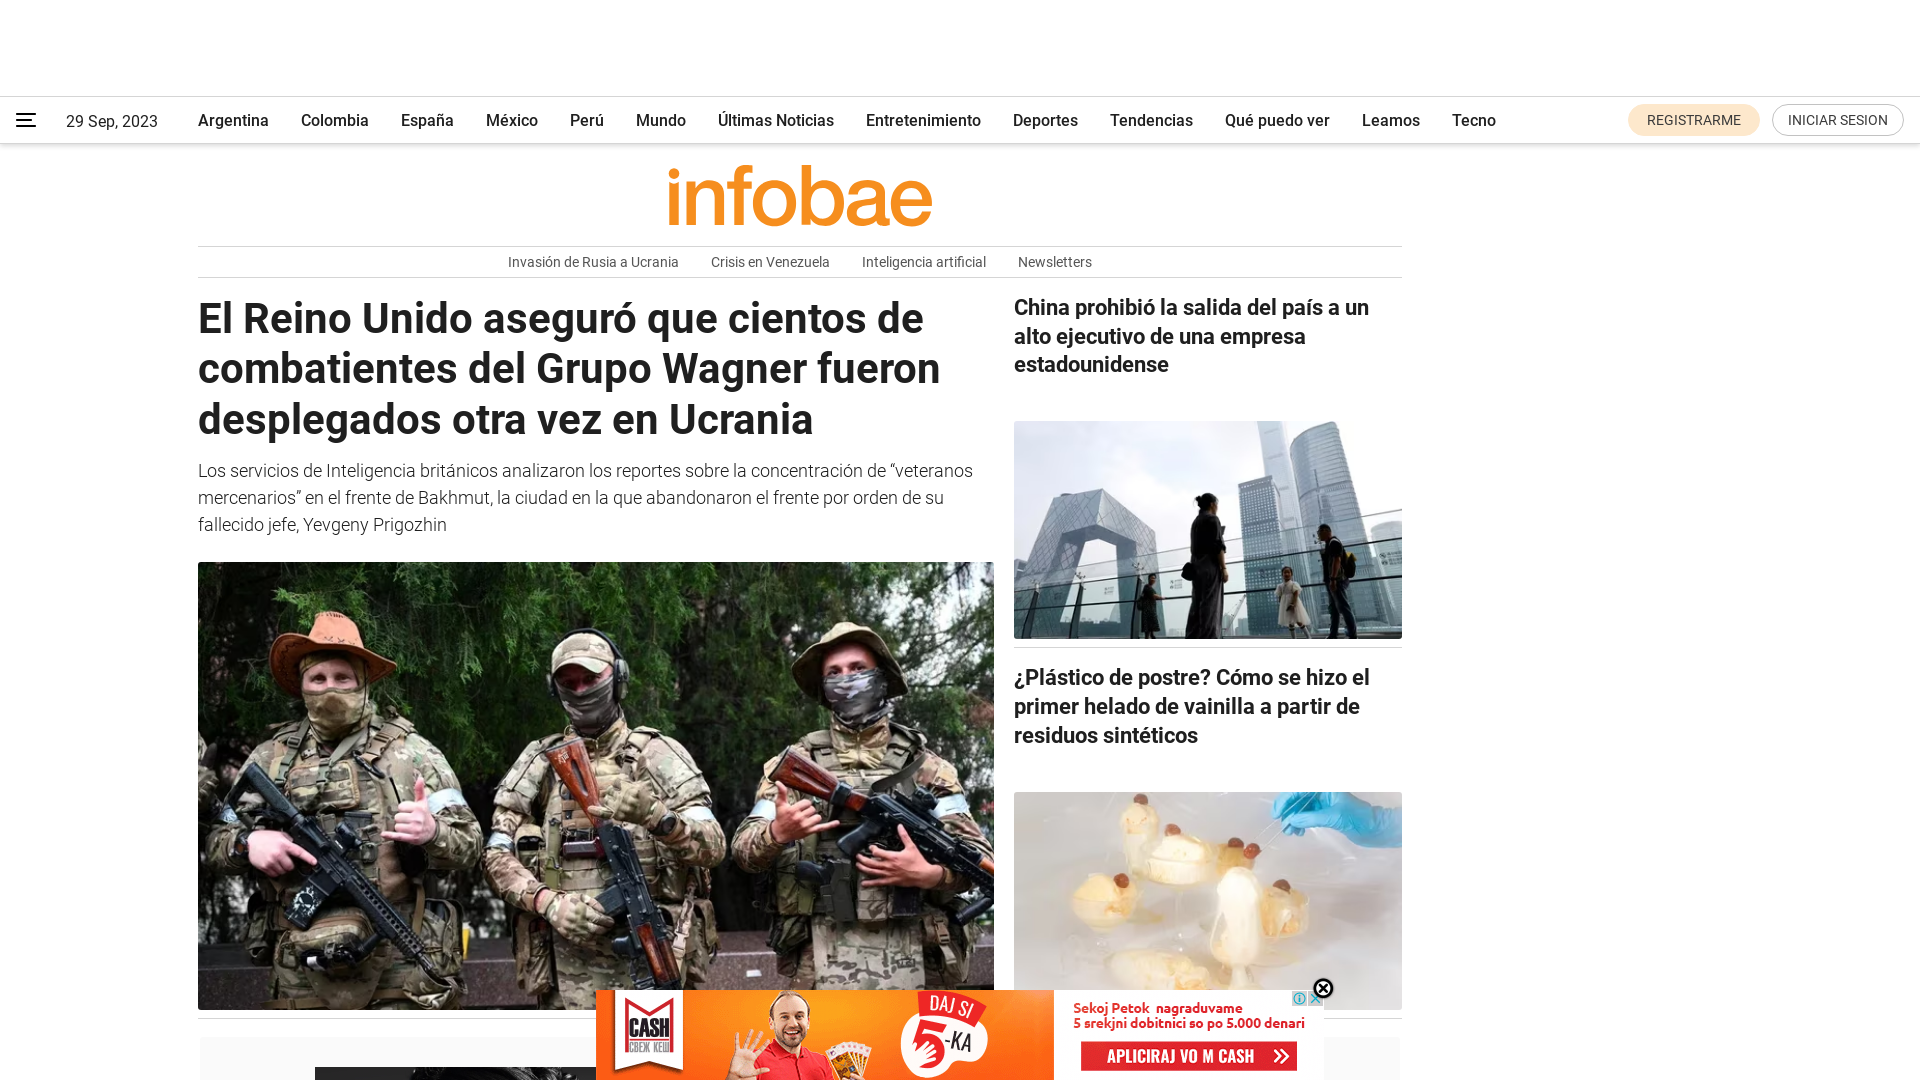 29 Sep, 2023
Argentina
Colombia
España
México
Perú
Mundo
Últimas Noticias
Entretenimiento
Deportes
Tendencias
Qué puedo ver
Leamos
Tecno
REGISTRARME
INICIAR SESION
infobae
Invasión de Rusia a Ucrania
Crisis en Venezuela
Inteligencia artificial
Newsletters
El Reino Unido aseguró que cientos de
combatientes del Grupo Wagner fueron
desplegados otra vez en Ucrania
Los servicios de Inteligencia británicos analizaron los reportes sobre la concentración de “veteranos
mercenarios” en el frente de Bakhmut, la ciudad en la que abandonaron el frente por orden de su
fallecido jefe, Yevgeny Prigozhin
China prohibió la salida del país a un
alto ejecutivo de una empresa
estadounidense
¿Plástico de postre? Cómo se hizo el
primer helado de vainilla a partir de
residuos sintéticos
M
CASH
СВЕЖ КЕШ
DAJ SI
5-KA
Sekoj Petok nagraduvame
5 srekjni dobitnici so po 5.000 denari
APLICIRAJ VO M CASH